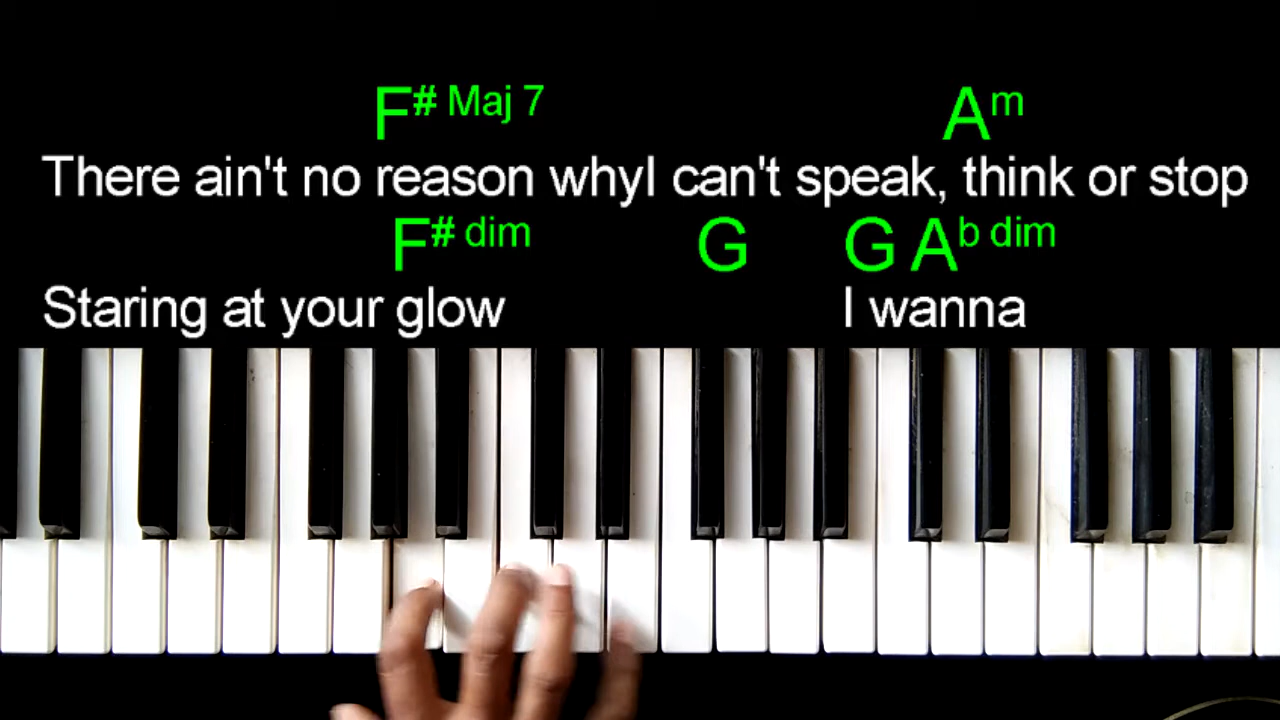 F# Maj 7 Am
There ain't no reason whyI can't speak, think or stop
F# dim G G Ab dim
Staring at your glow I wanna